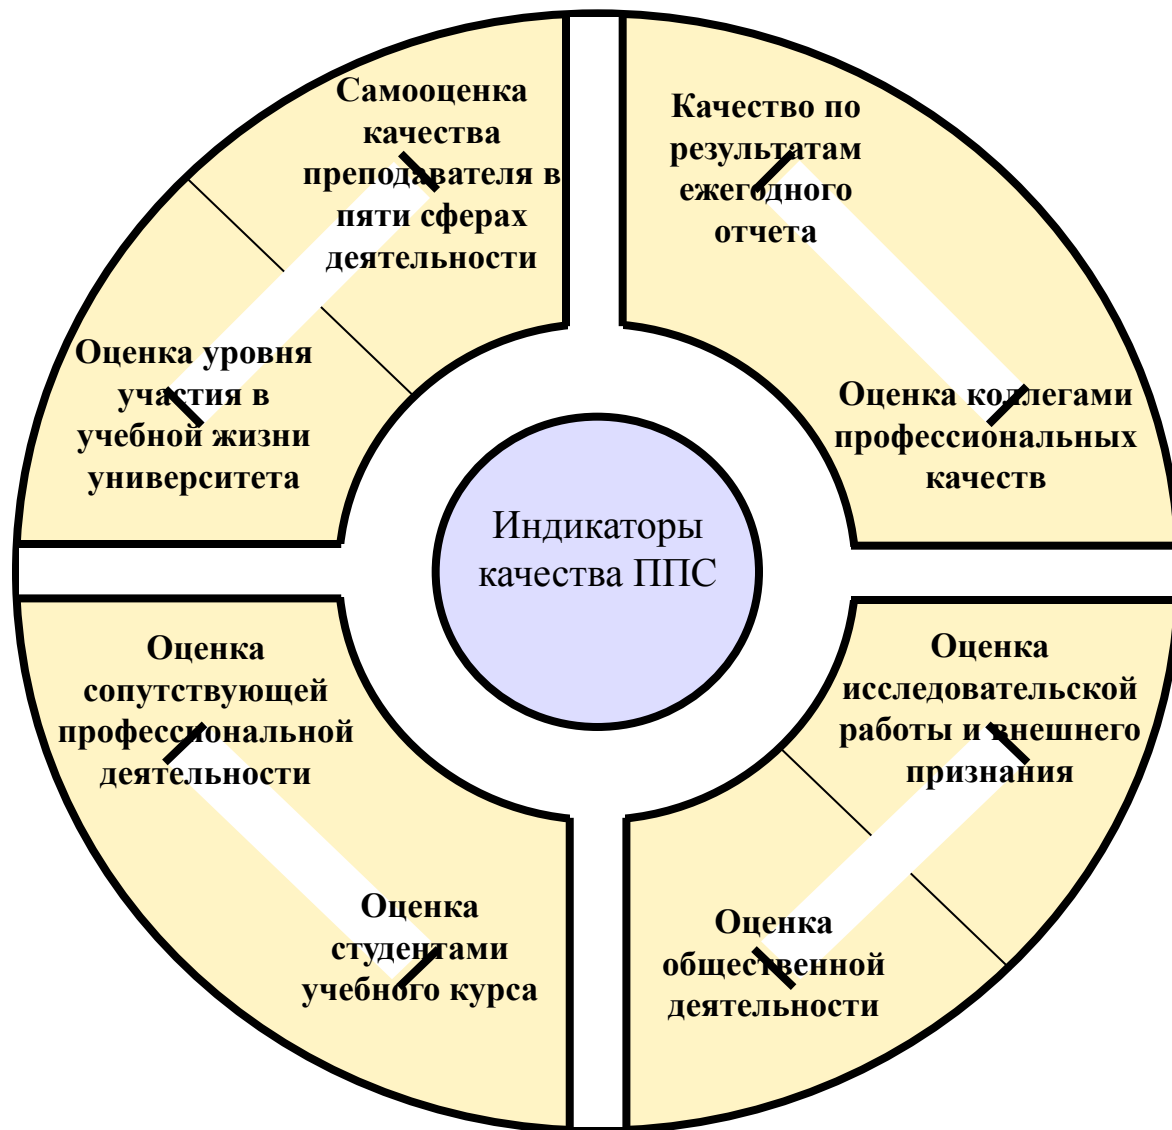 Самооценка
качества
преподавателя в
пяти сферах
деятельности
Качество по
результатам
ежегодного
отчета
Оценка уровня
участия в
учебной жизни
университета
Оценка коллегами
профессиональных
качеств
Индикаторы
качества ППС
Оценка
сопутствующей
профессиональной
деятельности
Оценка
исследовательской
работы и внешнего
признания
Оценка
студентами
учебного курса
Оценка
общественной
деятельности